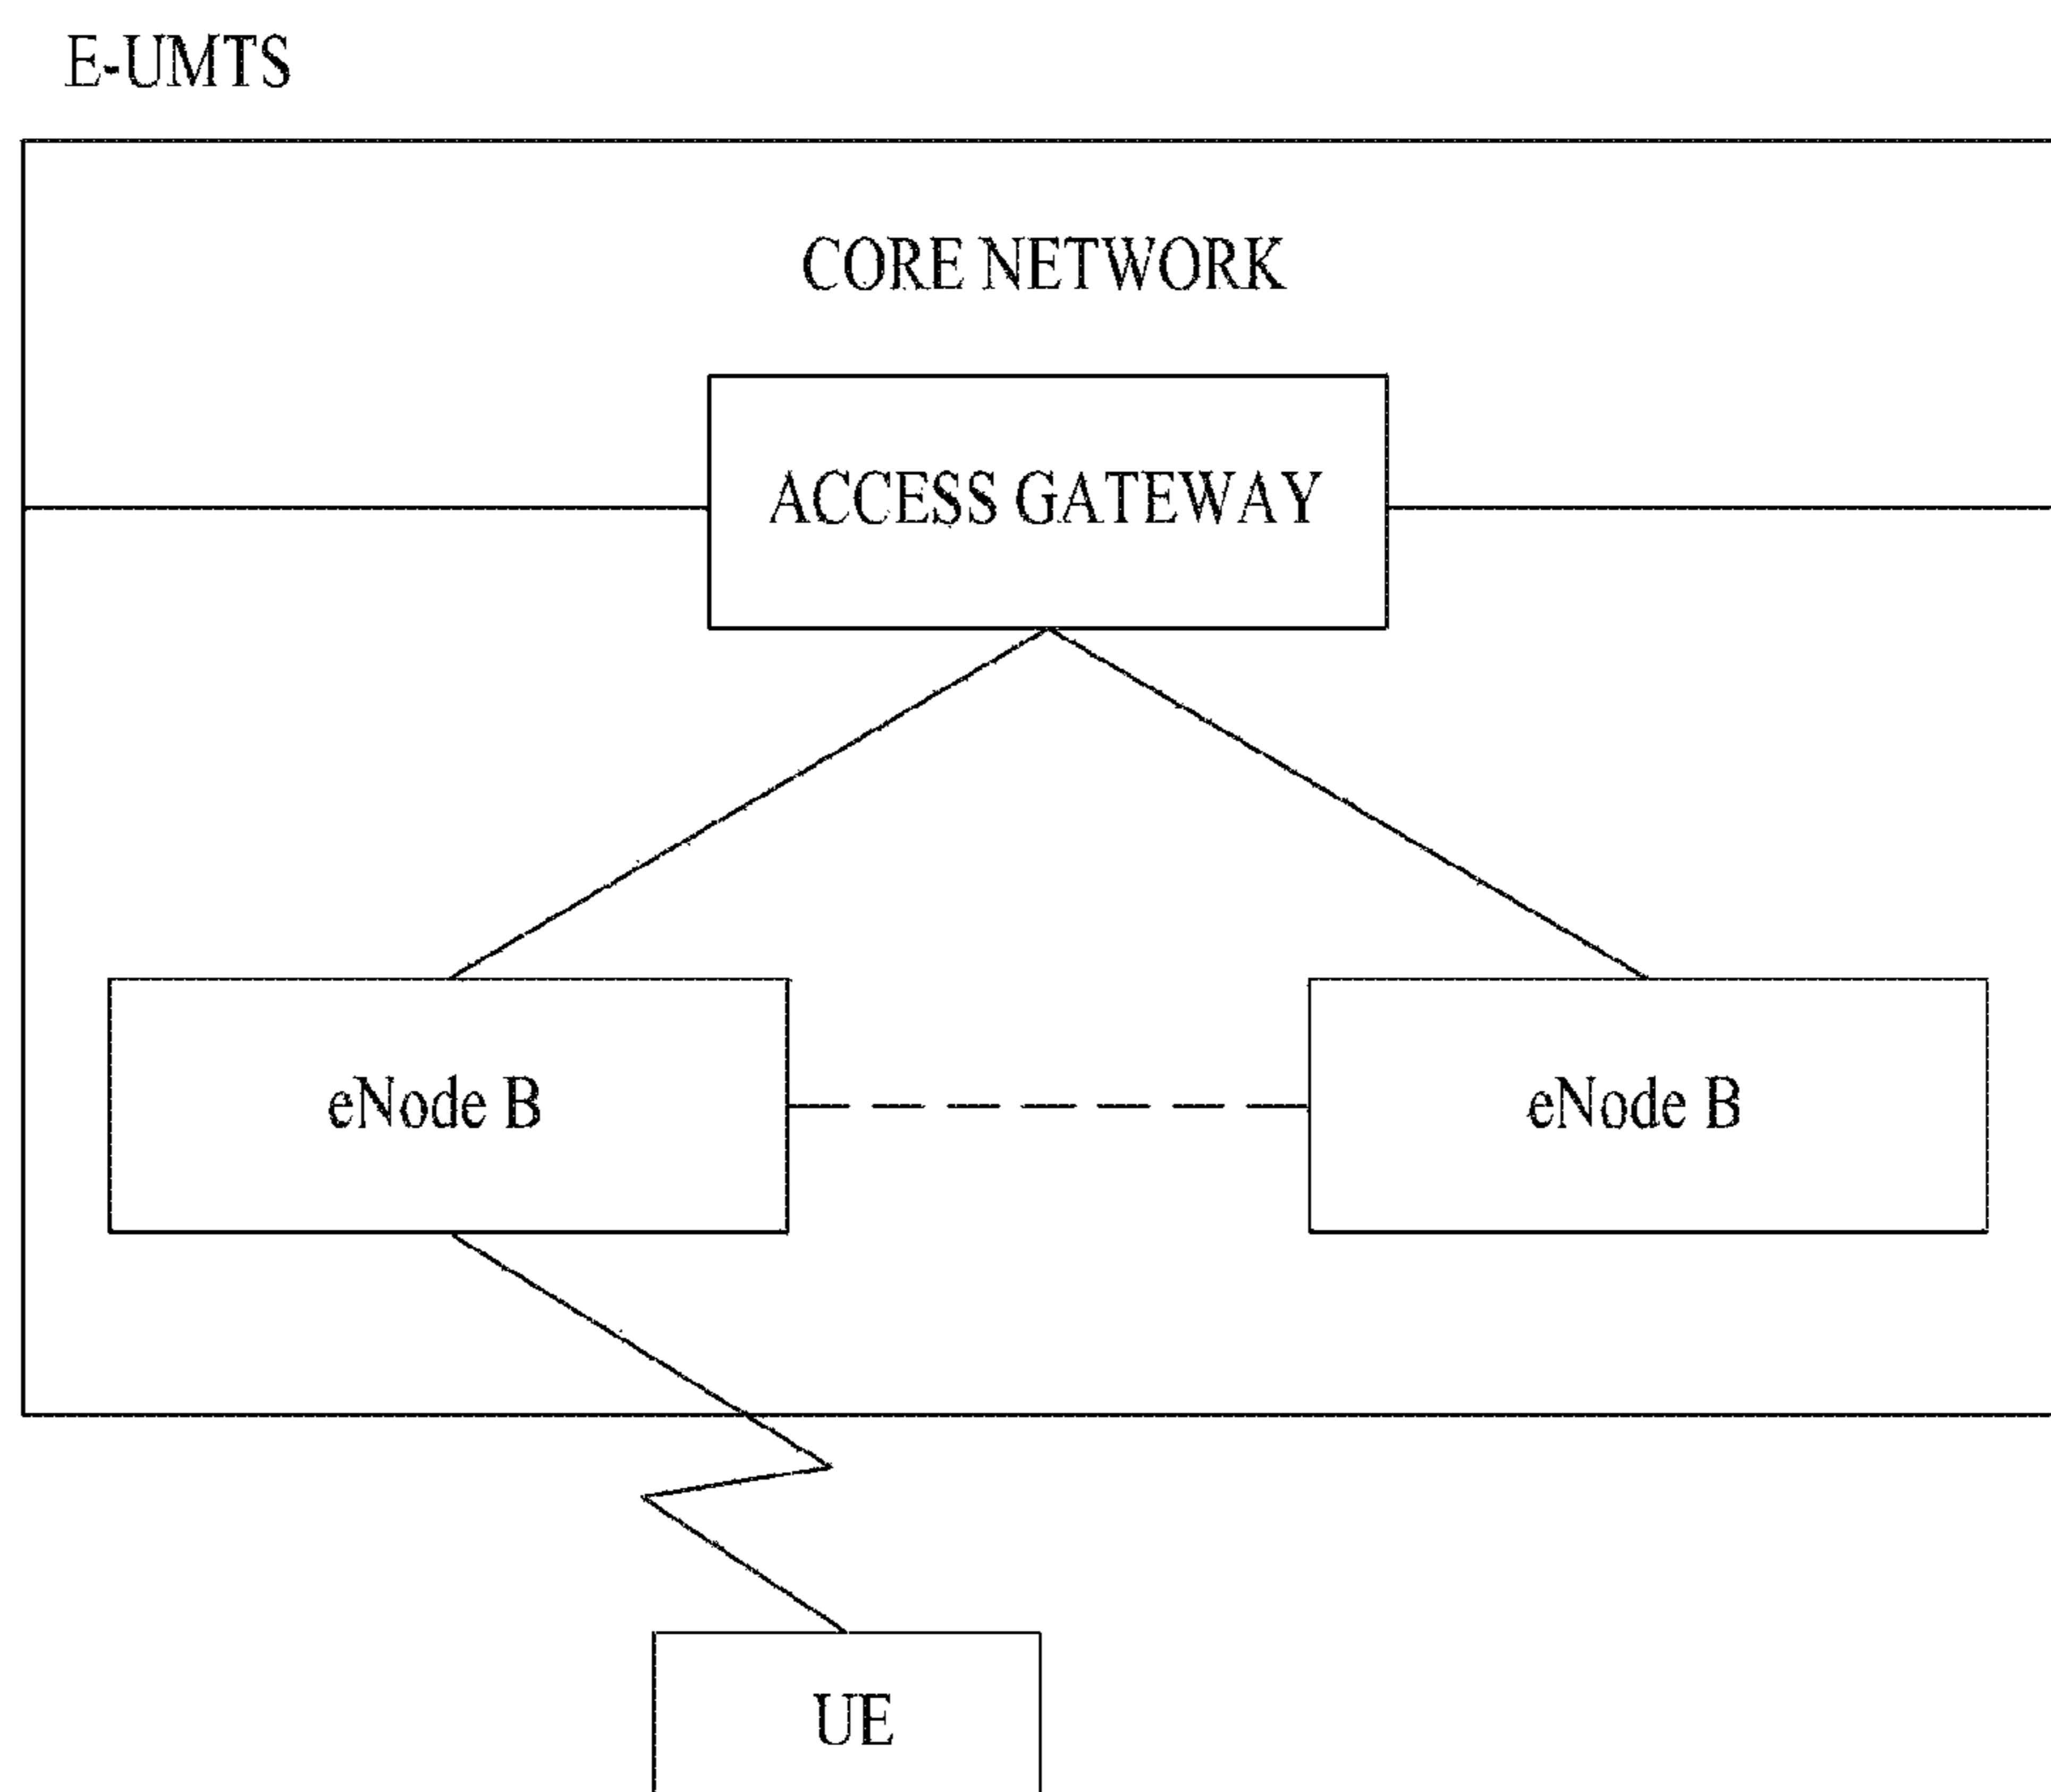 E-UMTS
CORE NETWORK
ACCESS GATEWAY
eNode B
eNode B
UE